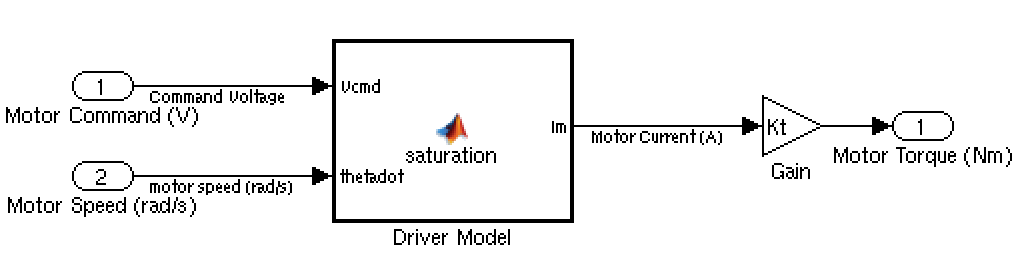 1
Command Voltage
Motor Command (V)
2
motor speed (rad/s)
Motor Speed (rad/s)
Vcmd
thetadot
saturation
Im
Driver Model
Motor Current (A)
Kt
Gain
1
Motor Torque (Nm)